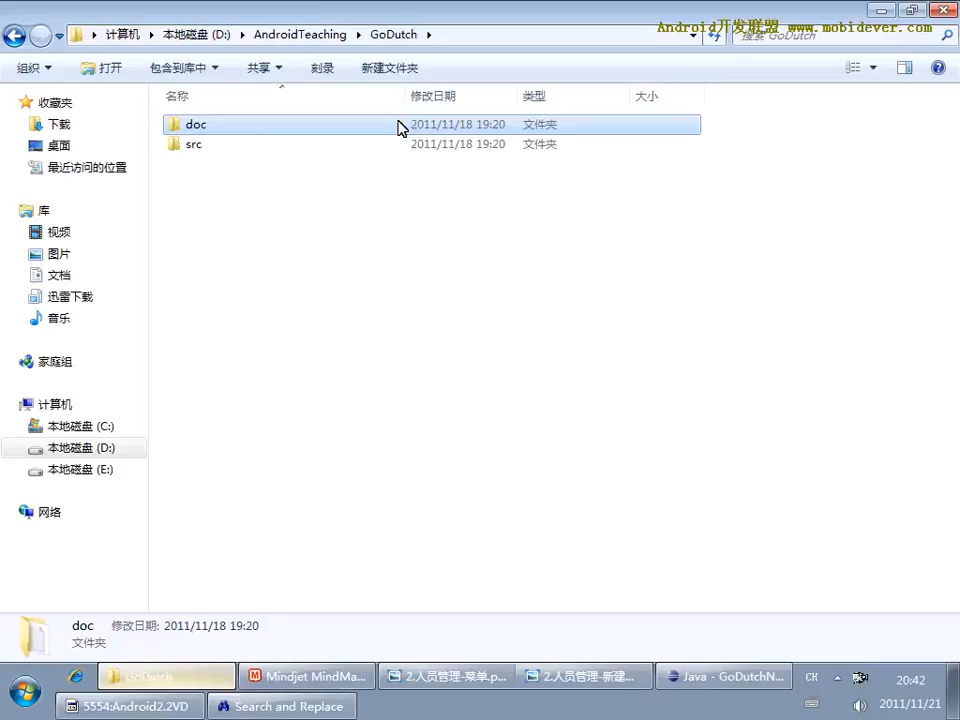 计算机 本地磁盘 (D:) AndroidTeaching GoDutch 搜索 GoDutch
Android开发联盟 www.mobidever.com
组织 打开 包含到库中 共享 刻录 新建文件夹
名称 修改日期 类型 大小
doc 2011/11/18 19:20 文件夹
src 2011/11/18 19:20 文件夹
收藏夹
下载
桌面
最近访问的位置
库
视频
图片
文档
迅雷下载
音乐
家庭组
计算机
本地磁盘 (C:)
本地磁盘 (D:)
本地磁盘 (E:)
网络
doc 修改日期: 2011/11/18 19:20
文件夹
GoDutch Mindjet MindMa... 2.人员管理-菜单.p... 2.人员管理-新建... Java - GoDutchN... CH 20:42
5554:Android2.2VD Search and Replace 2011/11/21